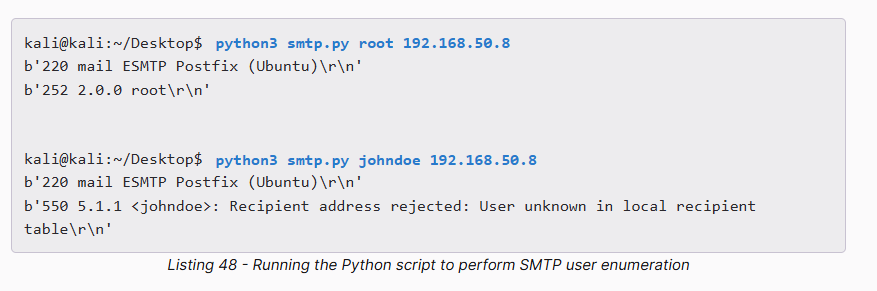 kali@kali:~/Desktop$ python3 smtp.py root 192.168.50.8
b'220 mail ESMTP Postfix (Ubuntu)\r\n'
b'252 2.0.0 root\r\n'
kali@kali:~/Desktop$ python3 smtp.py johndoe 192.168.50.8
b'220 mail ESMTP Postfix (Ubuntu)\r\n'
b'550 5.1.1 <johndoe>: Recipient address rejected: User unknown in local recipient
table\r\n'
Listing 48 - Running the Python script to perform SMTP user enumeration